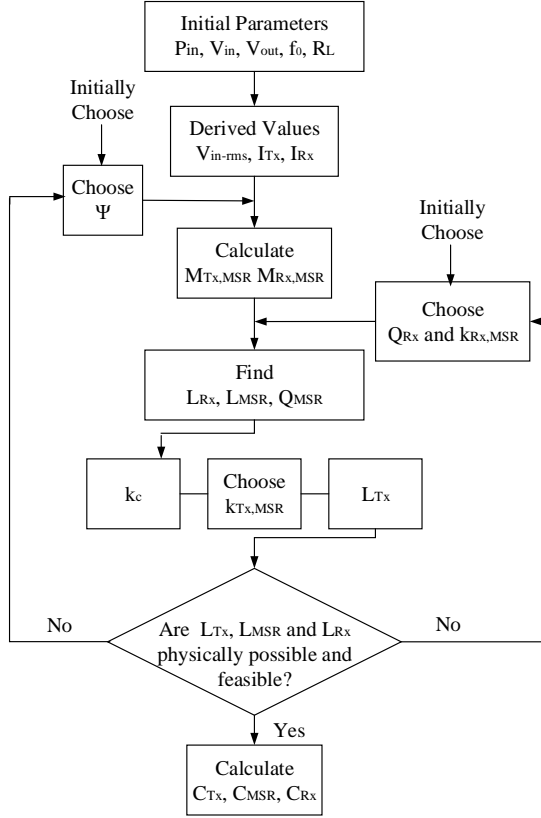 Initial Parameters
Pin, Vin, Vout, f0, RL
Initially
Choose
Derived Values
Vin-rms, ITx, IRx
Choose
Ψ
Initially
Choose
Calculate
MTx,MSR MRx,MSR
Choose
QRx and kRx,MSR
Find
LRx, LMSR, QMSR
kc
Choose
kTx,MSR
LTx
No
No
Are LTx, LMSR and LRx
physically possible and
feasible?
Yes
Calculate
CTx, CMSR, CRx